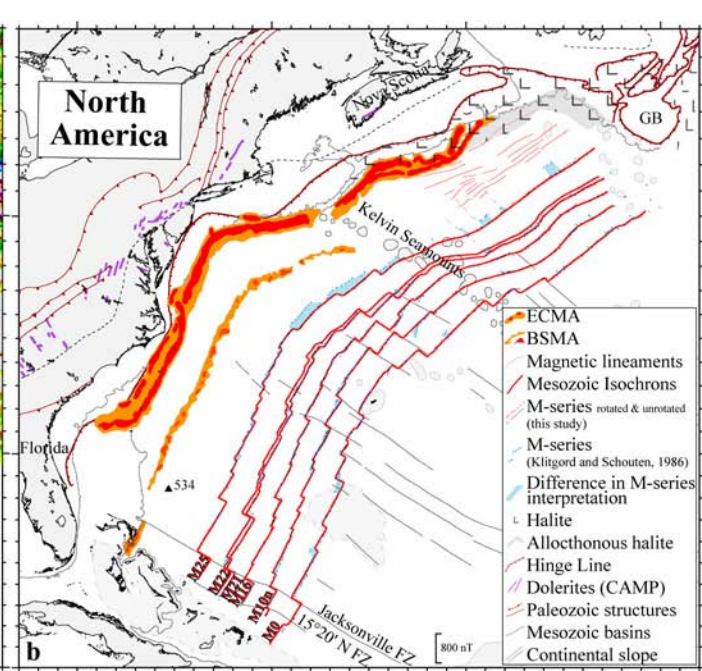 North
America
Nova Scotia
GB
Kelvin Seamounts
Florida
534
M25
M22
M21
M16
M10n
M0
Jacksonville FZ
15°20' N FZ
800 nT
b
ECMA
BSMA
Magnetic lineaments
Mesozoic Isochrons
M-series rotated & unrotated
(this study)
M-series
(Klitgord and Schouten, 1986)
Difference in M-series
interpretation
Halite
Allocthonous halite
Hinge Line
Dolerites (CAMP)
Paleozoic structures
Mesozoic basins
Continental slope